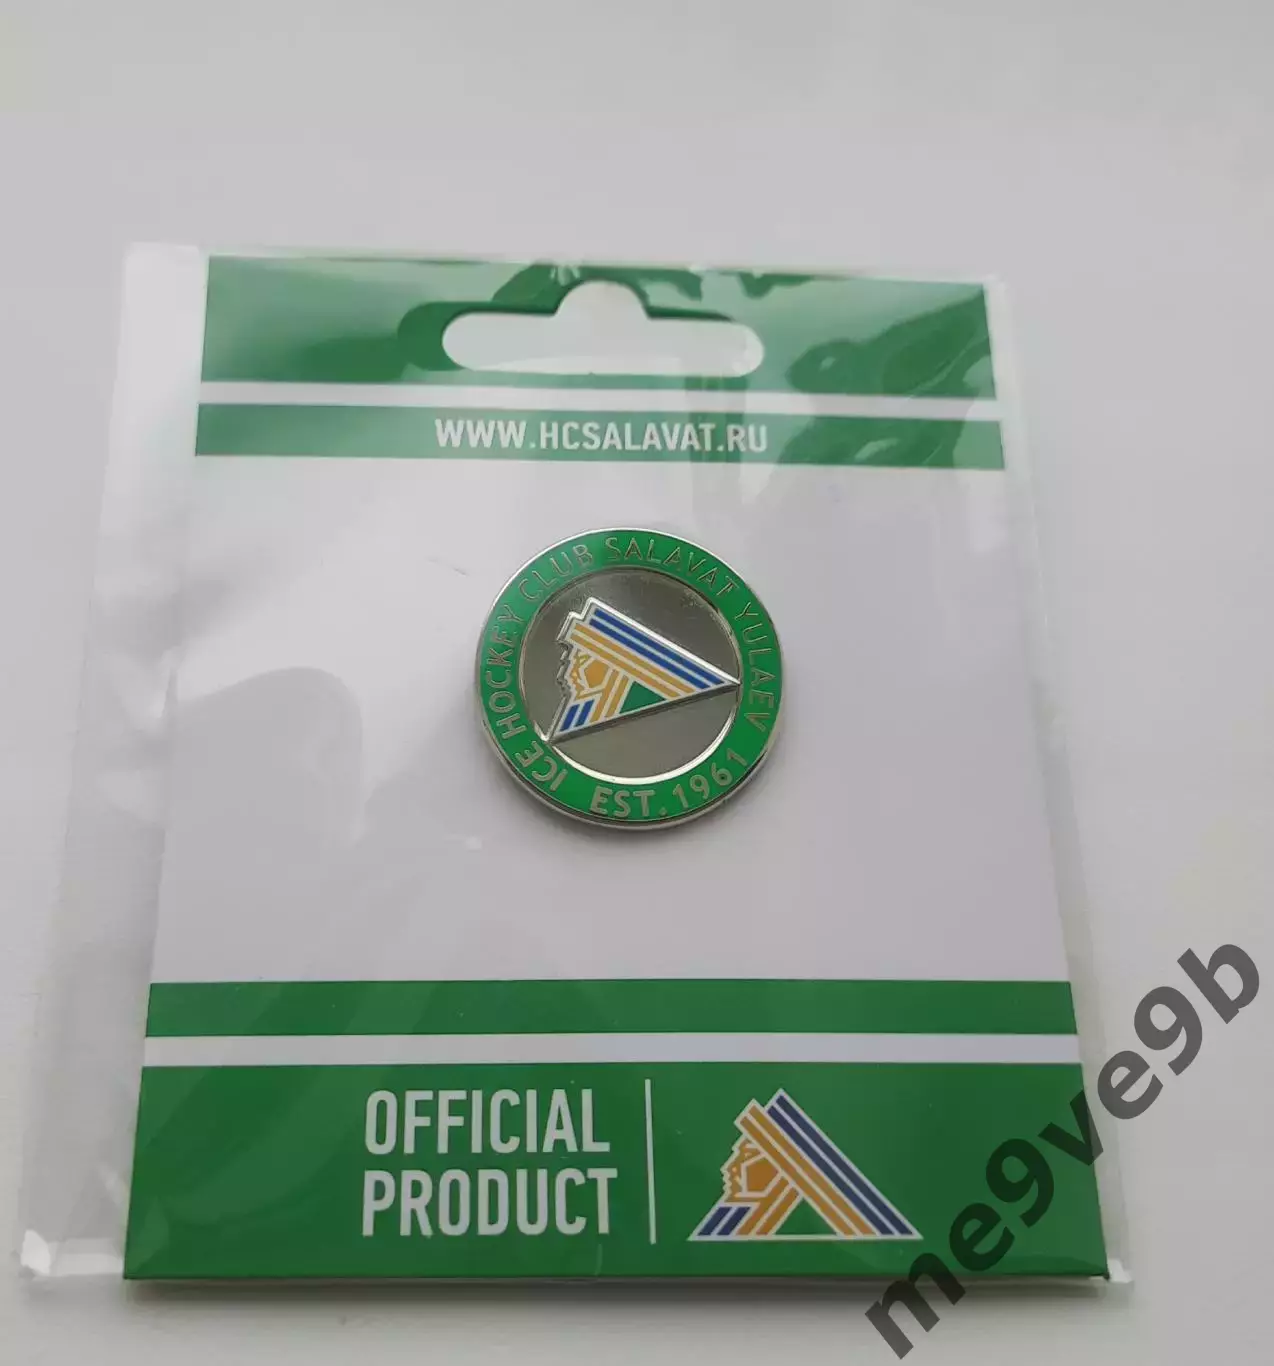 WWW.HCSALAVAT.RU
ICE HOCKEY CLUB SALAVAT YULAEV
EST. 1961
OFFICIAL
PRODUCT
me9ve9b